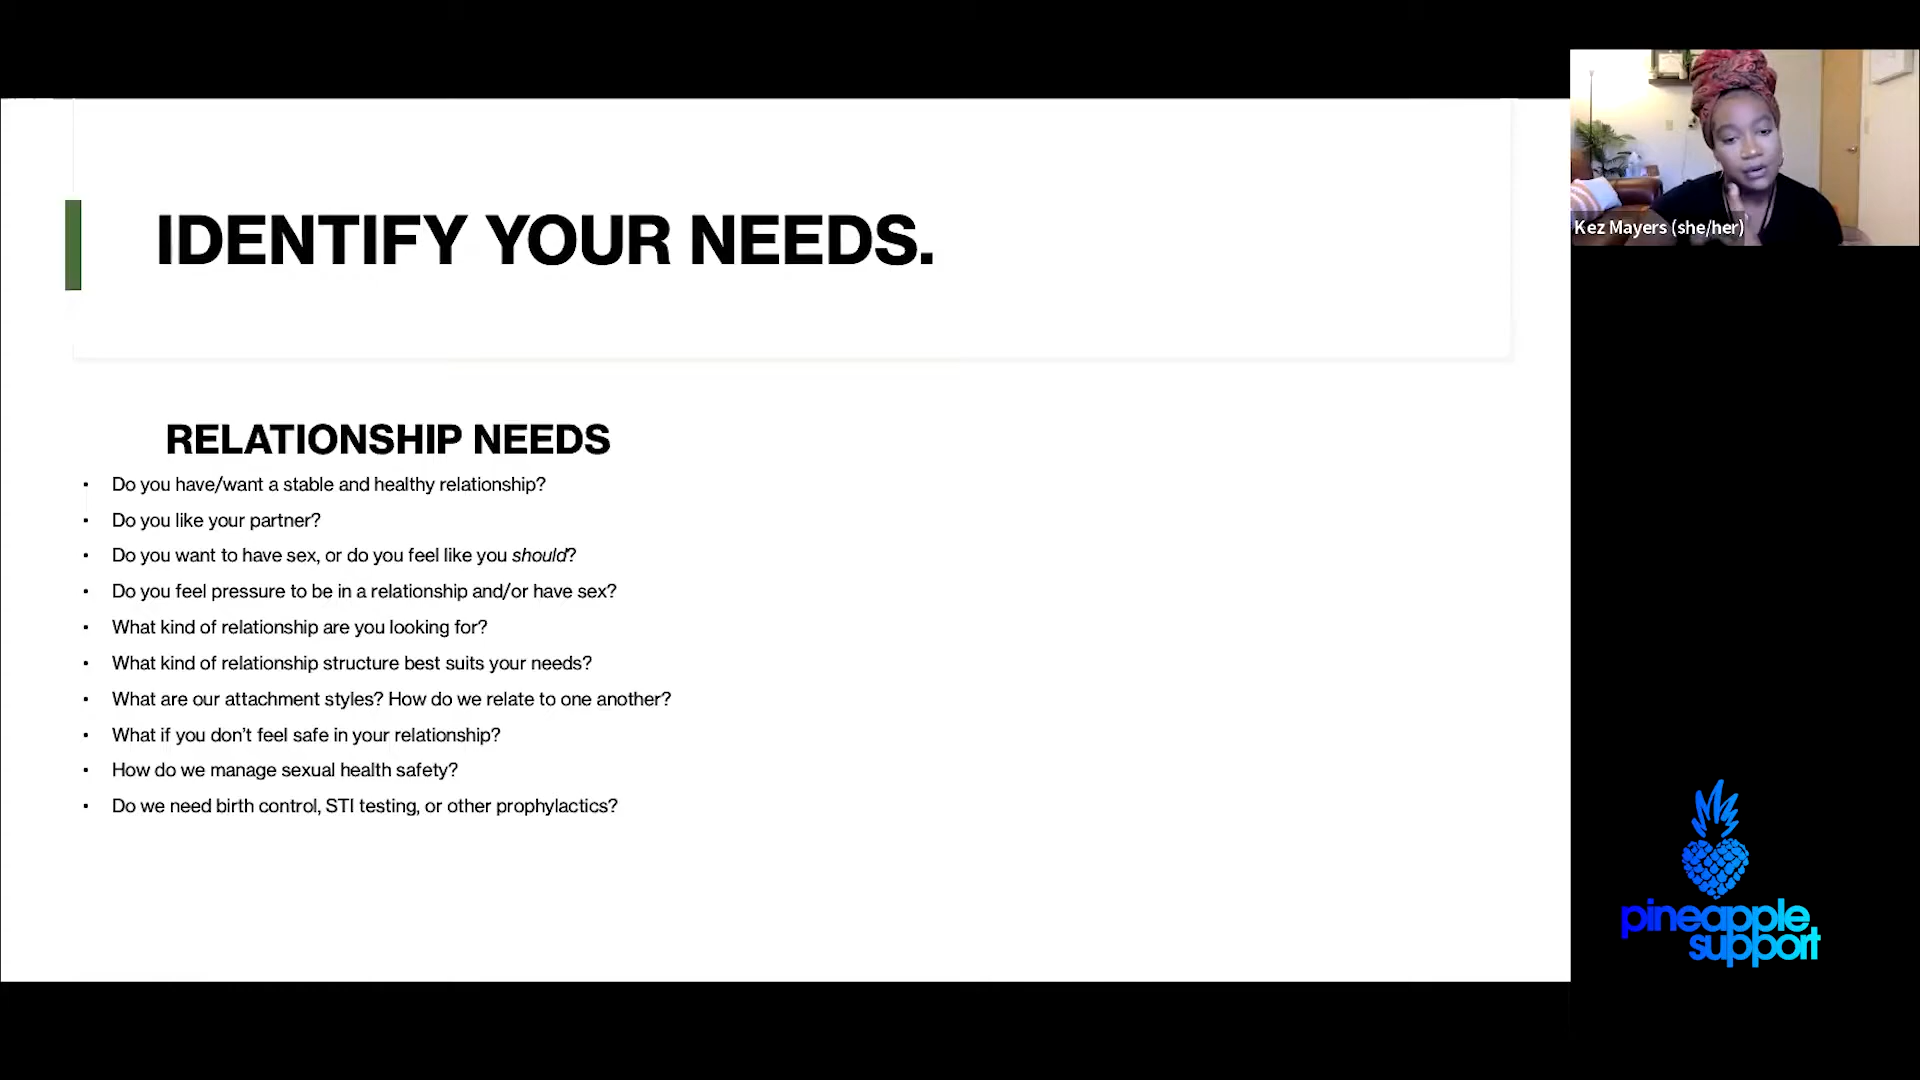 IDENTIFY YOUR NEEDS.
RELATIONSHIP NEEDS
• Do you have/want a stable and healthy relationship?
• Do you like your partner?
• Do you want to have sex, or do you feel like you should?
• Do you feel pressure to be in a relationship and/or have sex?
• What kind of relationship are you looking for?
• What kind of relationship structure best suits your needs?
• What are our attachment styles? How do we relate to one another?
• What if you don’t feel safe in your relationship?
• How do we manage sexual health safety?
• Do we need birth control, STI testing, or other prophylactics?
Kez Mayers (she/her)
pineapple
support